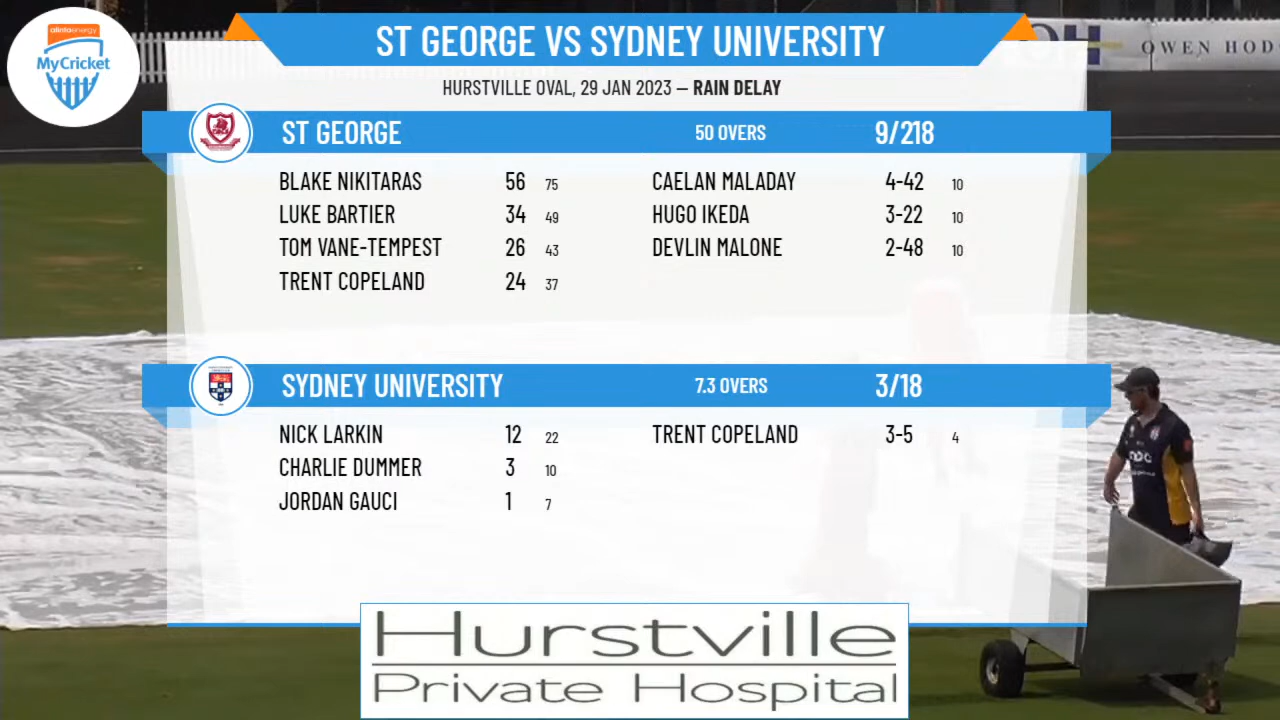 alintaenergy
MyCricket
ST GEORGE VS SYDNEY UNIVERSITY
OWEN HOD
HURSTVILLE OVAL, 29 JAN 2023 – RAIN DELAY
ST GEORGE 50 OVERS 9/218
BLAKE NIKITARAS 56 75 CAELAN MALADAY 4-42 10
LUKE BARTIER 34 49 HUGO IKEDA 3-22 10
TOM VANE-TEMPEST 26 43 DEVLIN MALONE 2-48 10
TRENT COPELAND 24 37
SYDNEY UNIVERSITY 7.3 OVERS 3/18
NICK LARKIN 12 22 TRENT COPELAND 3-5 4
CHARLIE DUMMER 3 10
JORDAN GAUCI 1 7
Hurstville
Private Hospital